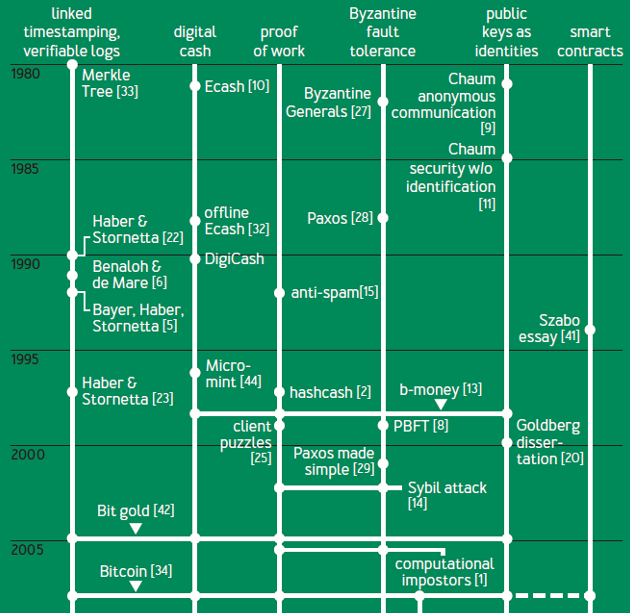 linked
timestamping,
verifiable logs
digital
cash
proof
of work
Byzantine
fault
tolerance
public
keys as
identities
smart
contracts
1980
Merkle
Tree [33]
Ecash [10]
Byzantine
Generals [27]
Chaum
anonymous
communication
[9]
1985
Chaum
security w/o
identification
[11]
Haber &
Stornetta [22]
offline
Ecash [32]
Paxos [28]
1990
Benaloh &
de Mare [6]
DigiCash
Bayer, Haber,
Stornetta [5]
anti-spam[15]
Szabo
essay [41]
1995
Haber &
Stornetta [23]
Micro-
mint [44]
hashcash [2]
b-money [13]
client
puzzles
[25]
PBFT [8]
Goldberg
disser-
tation [20]
2000
Paxos made
simple [29]
Sybil attack
[14]
Bit gold [42]
2005
computational
impostors [1]
Bitcoin [34]